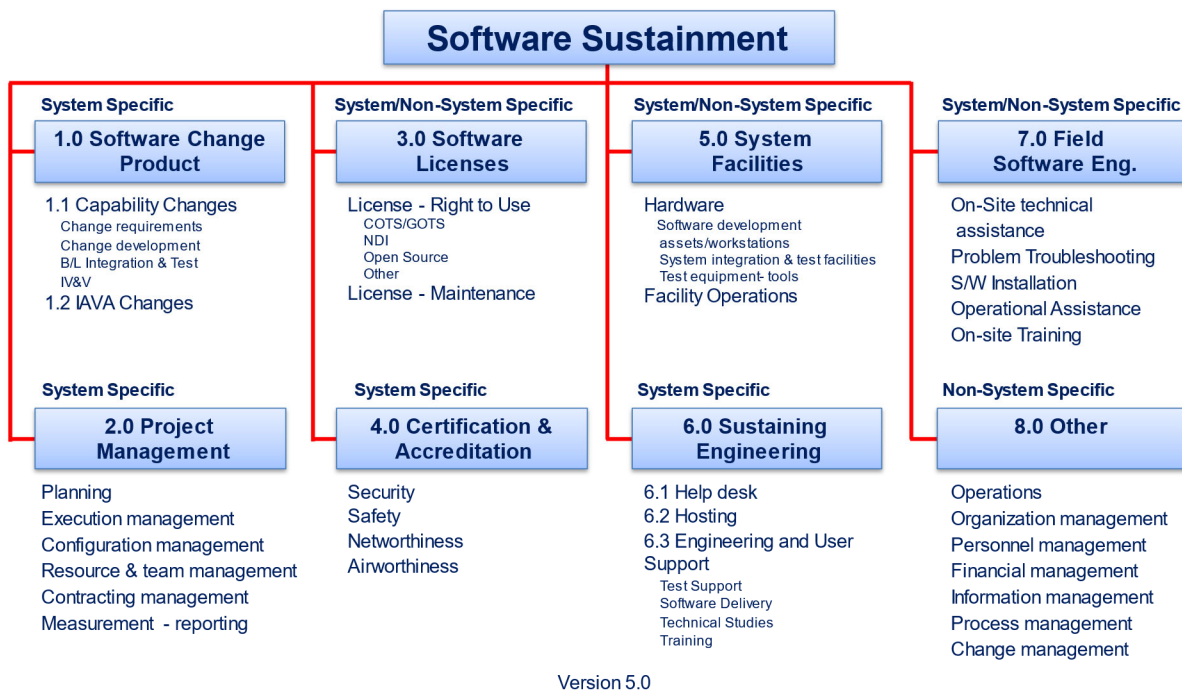 Software Sustainment
System Specific
1.0 Software Change
Product
1.1 Capability Changes
Change requirements
Change development
B/L Integration & Test
IV&V
1.2 IAVA Changes
System Specific
2.0 Project
Management
Planning
Execution management
Configuration management
Resource & team management
Contracting management
Measurement - reporting
System/Non-System Specific
3.0 Software
Licenses
License - Right to Use
COTS/GOTS
NDI
Open Source
Other
License - Maintenance
System Specific
4.0 Certification &
Accreditation
Security
Safety
Networthiness
Airworthiness
System/Non-System Specific
5.0 System
Facilities
Hardware
Software development
assets/workstations
System integration & test facilities
Test equipment- tools
Facility Operations
System Specific
6.0 Sustaining
Engineering
6.1 Help desk
6.2 Hosting
6.3 Engineering and User
Support
Test Support
Software Delivery
Technical Studies
Training
System/Non-System Specific
7.0 Field
Software Eng.
On-Site technical
assistance
Problem Troubleshooting
S/W Installation
Operational Assistance
On-site Training
Non-System Specific
8.0 Other
Operations
Organization management
Personnel management
Financial management
Information management
Process management
Change management
Version 5.0